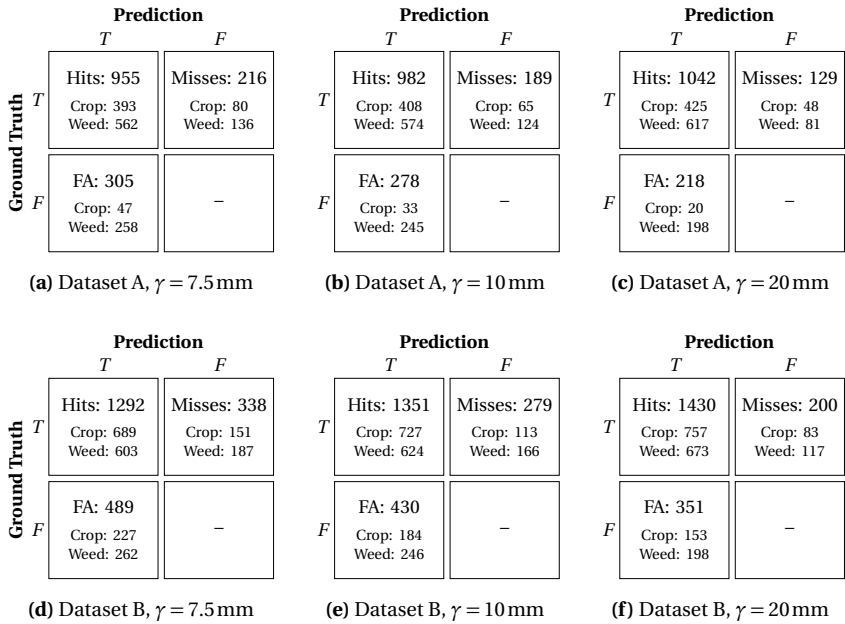 Prediction Prediction Prediction
T F T F T F
Ground Truth
T
Hits: 955 Misses: 216
Crop: 393 Crop: 80
Weed: 562 Weed: 136
F
FA: 305 –
Crop: 47
Weed: 258
T
Hits: 982 Misses: 189
Crop: 408 Crop: 65
Weed: 574 Weed: 124
F
FA: 278 –
Crop: 33
Weed: 245
T
Hits: 1042 Misses: 129
Crop: 425 Crop: 48
Weed: 617 Weed: 81
F
FA: 218 –
Crop: 20
Weed: 198
(a) Dataset A, γ = 7.5 mm (b) Dataset A, γ = 10 mm (c) Dataset A, γ = 20 mm
Prediction Prediction Prediction
T F T F T F
Ground Truth
T
Hits: 1292 Misses: 338
Crop: 689 Crop: 151
Weed: 603 Weed: 187
F
FA: 489 –
Crop: 227
Weed: 262
T
Hits: 1351 Misses: 279
Crop: 727 Crop: 113
Weed: 624 Weed: 166
F
FA: 430 –
Crop: 184
Weed: 246
T
Hits: 1430 Misses: 200
Crop: 757 Crop: 83
Weed: 673 Weed: 117
F
FA: 351 –
Crop: 153
Weed: 198
(d) Dataset B, γ = 7.5 mm (e) Dataset B, γ = 10 mm (f) Dataset B, γ = 20 mm